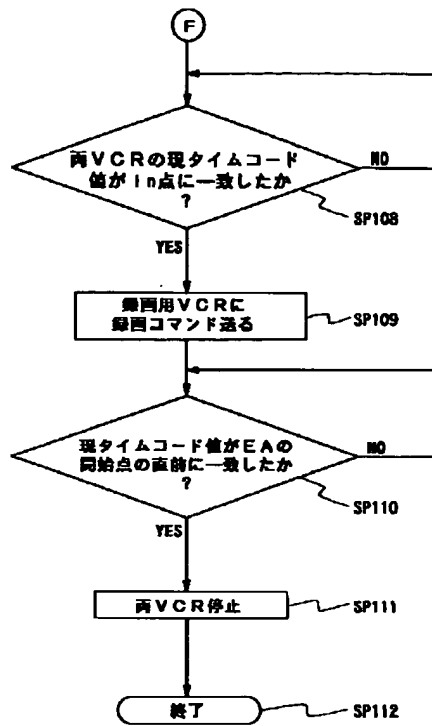 F
両VCRの現タイムコード
値がin点に一致したか
?
NO
SP108
YES
録画用VCRに
録画コマンド送る
SP109
現タイムコード値がEAの
開始点の直前に一致したか
?
NO
SP110
YES
両VCR停止
SP111
終了
SP112